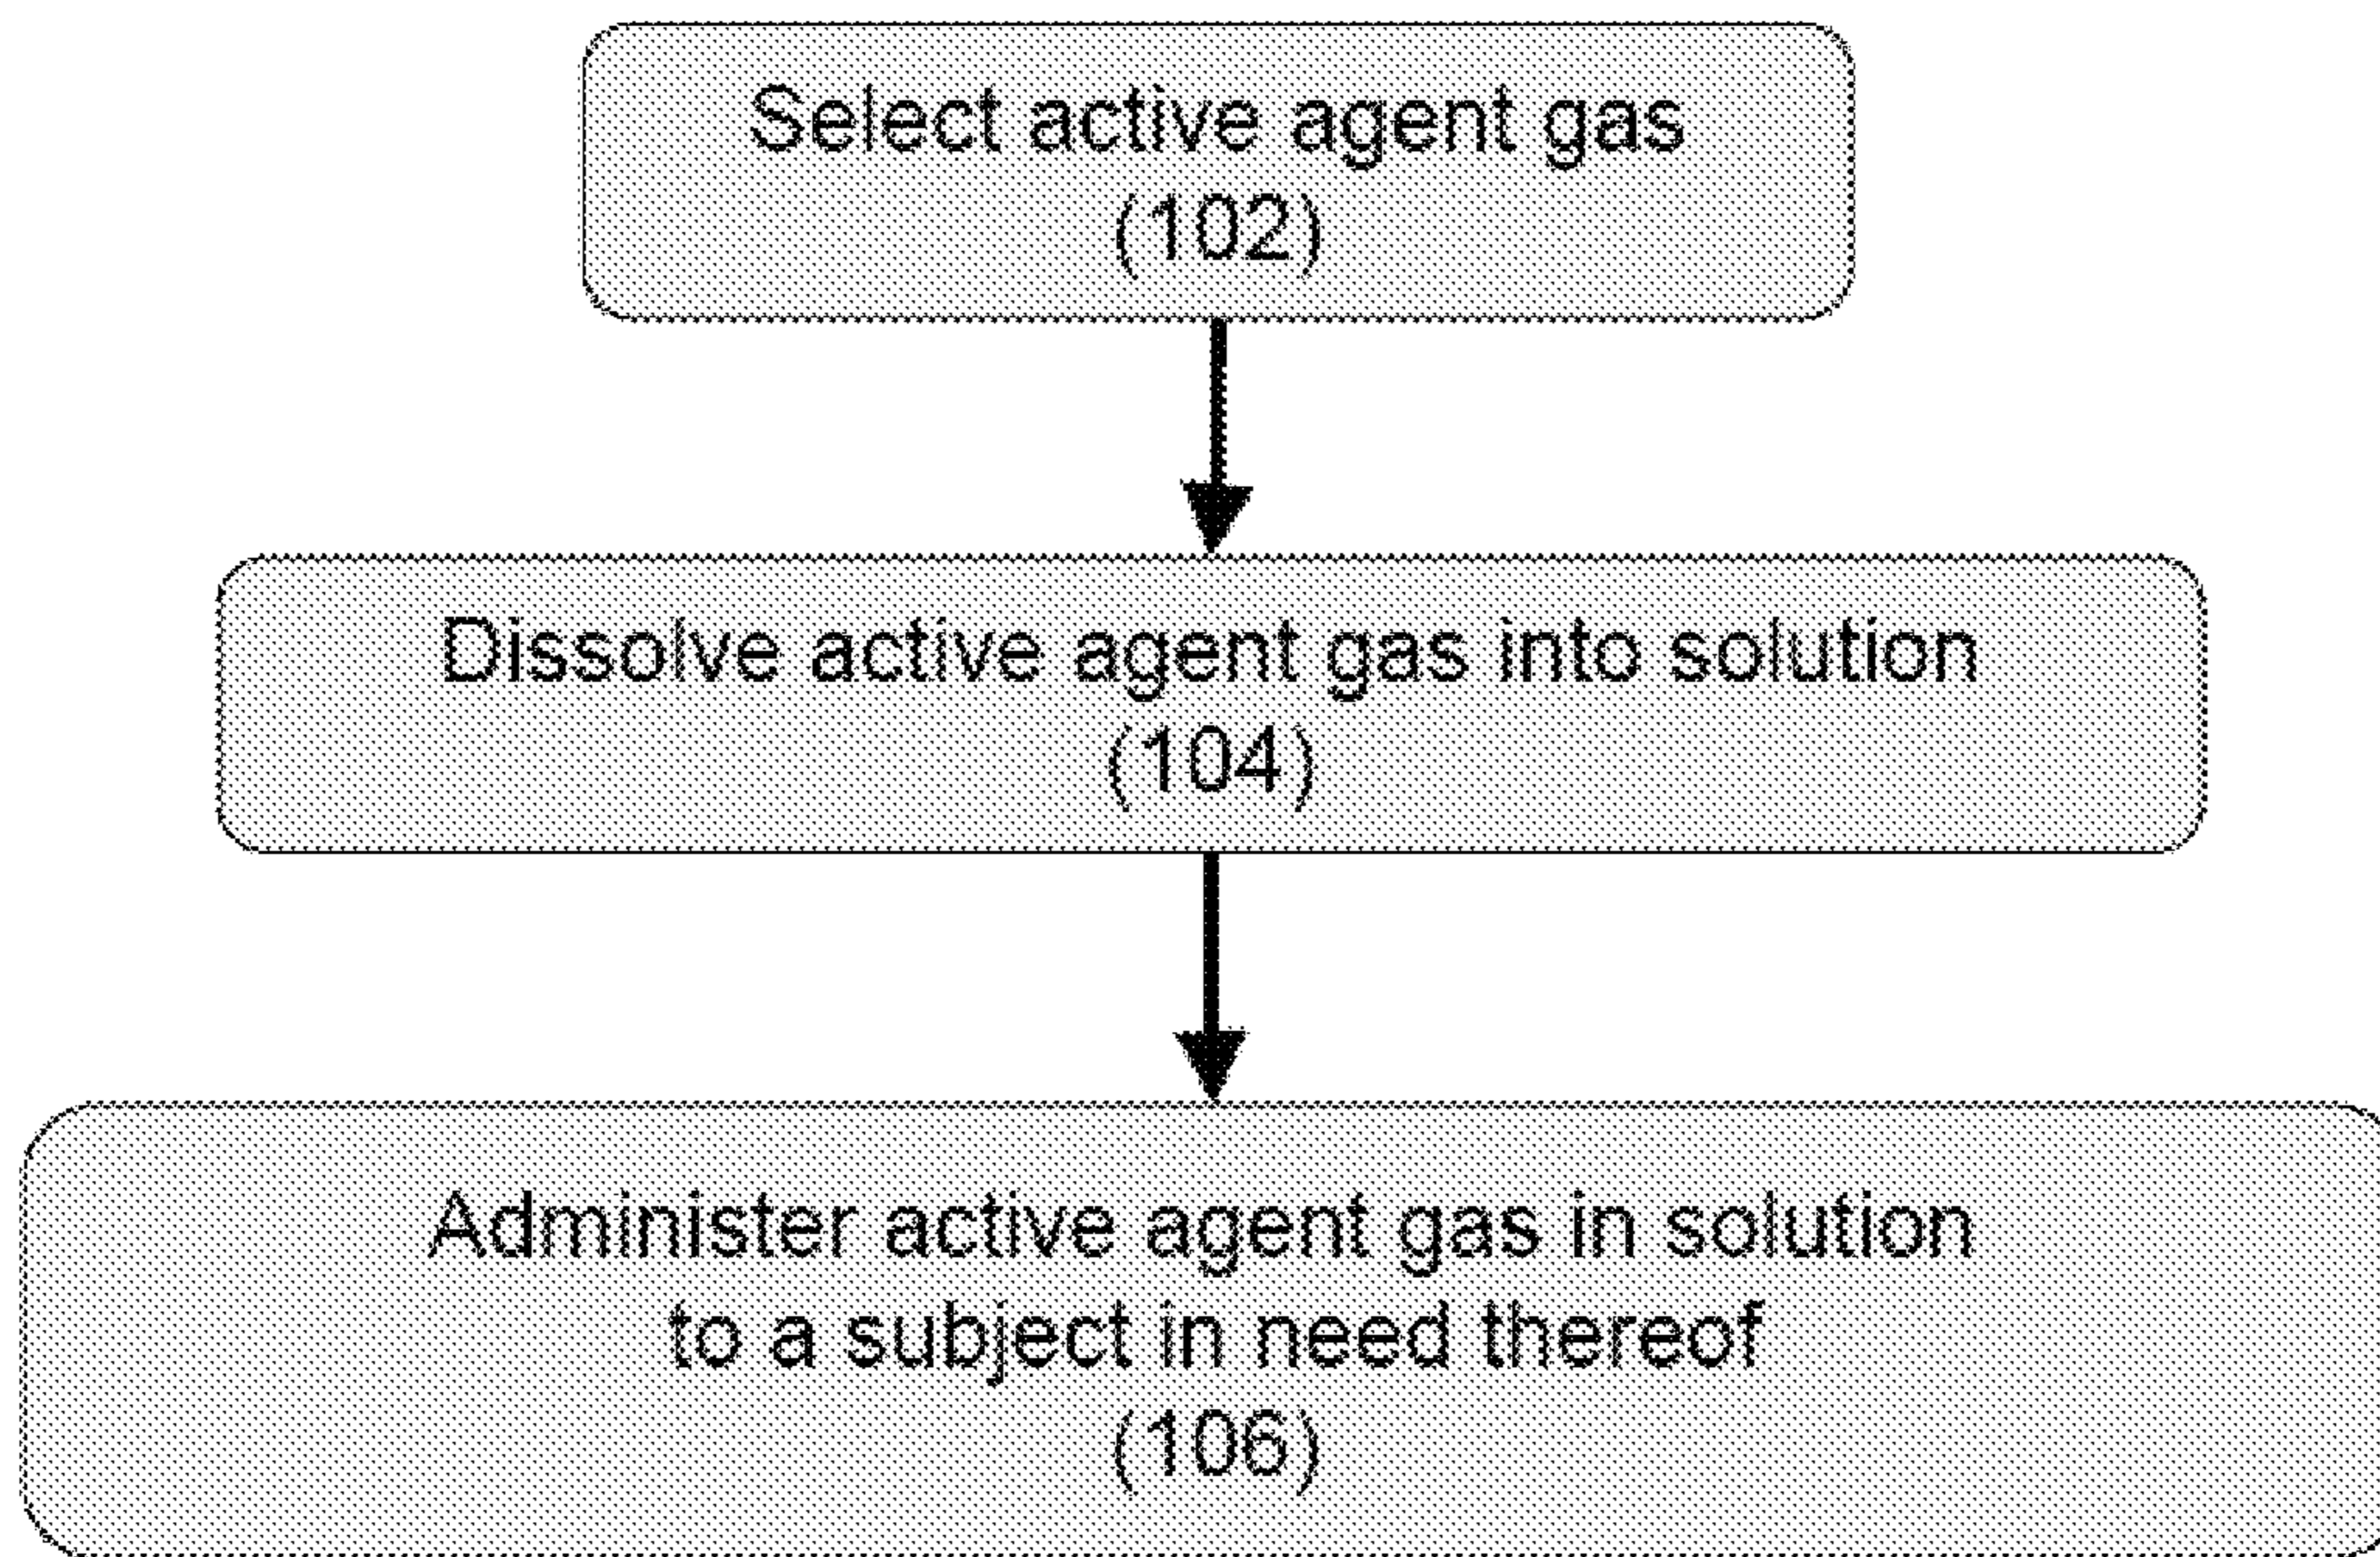 Select active agent gas
(102)
Dissolve active agent gas into solution
(104)
Administer active agent gas in solution
to a subject in need thereof
(106)